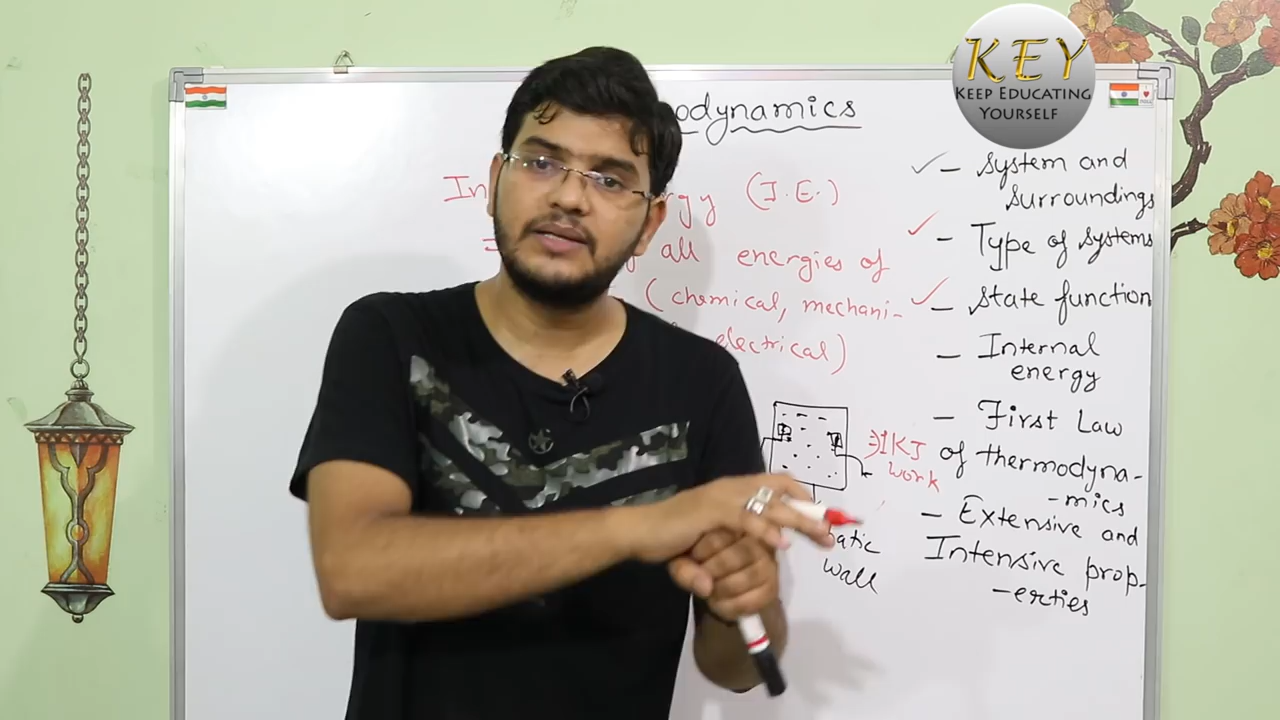 KEY
KEEP EDUCATING
YOURSELF
odynamics
In rgy (I.E.)
all energies of
(chemical, mechani-
electrical)
1KJ
work
atic
wall
- System and
Surroundings
- Type of systems
- State function
- Internal
energy
- First Law
of thermodyna-
-mics
- Extensive and
Intensive prop-
-erties